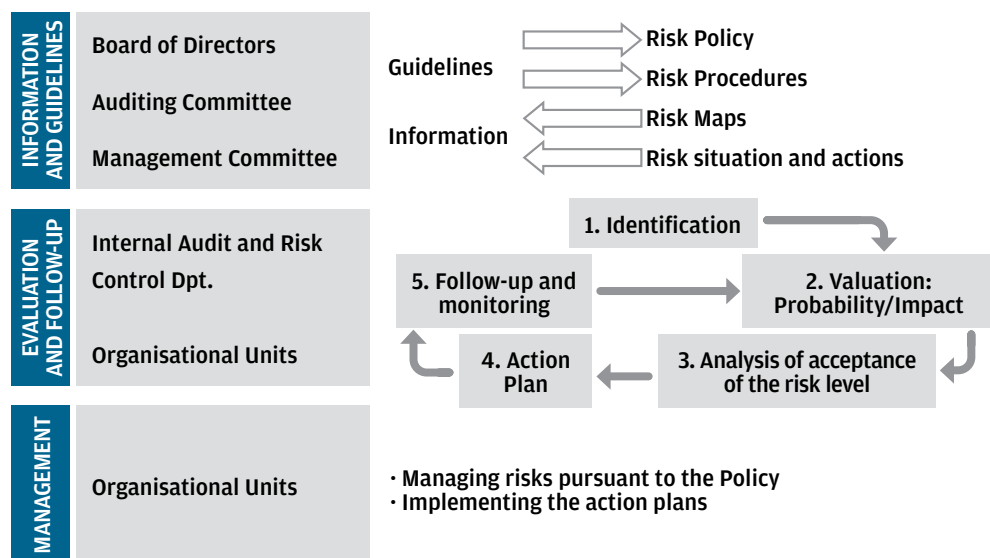 INFORMATION
AND GUIDELINES
Board of Directors
Auditing Committee
Management Committee
Guidelines
Information
Risk Policy
Risk Procedures
Risk Maps
Risk situation and actions
EVALUATION
AND FOLLOW-UP
Internal Audit and Risk
Control Dpt.
Organisational Units
1. Identification
2. Valuation:
Probability/Impact
3. Analysis of acceptance
of the risk level
4. Action
Plan
5. Follow-up and
monitoring
MANAGEMENT
Organisational Units
· Managing risks pursuant to the Policy
· Implementing the action plans